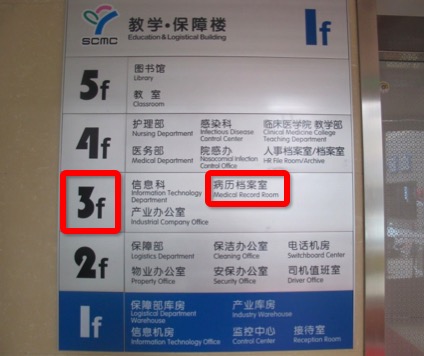 SCMC
教学·保障楼
Education & Logistical Building
1f
5f
图书馆
Library
教室
Classroom
4f
护理部 感染科 临床医学院 教学部
Nursing Department Infectious Disease Control Center Clinical Medicine College Teaching Department
医务部 院感办 人事档案室/档案室
Medical Department Nosocomial Infection Control Office HR File Room/Archive
3f
信息科 病历档案室
Information Technology Department Medical Record Room
产业办公室
Industrial Company Office
2f
保障部 保洁办公室 电话机房
Logistics Department Cleaning Office Switchboard Center
物业办公室 安保办公室 司机值班室
Property Office Security Office Driver Office
1f
保障部库房 产业库房
Logistical Department Warehouse Industry Warehouse
信息机房 监控中心 接待室
Information Technology Control Center Reception Room